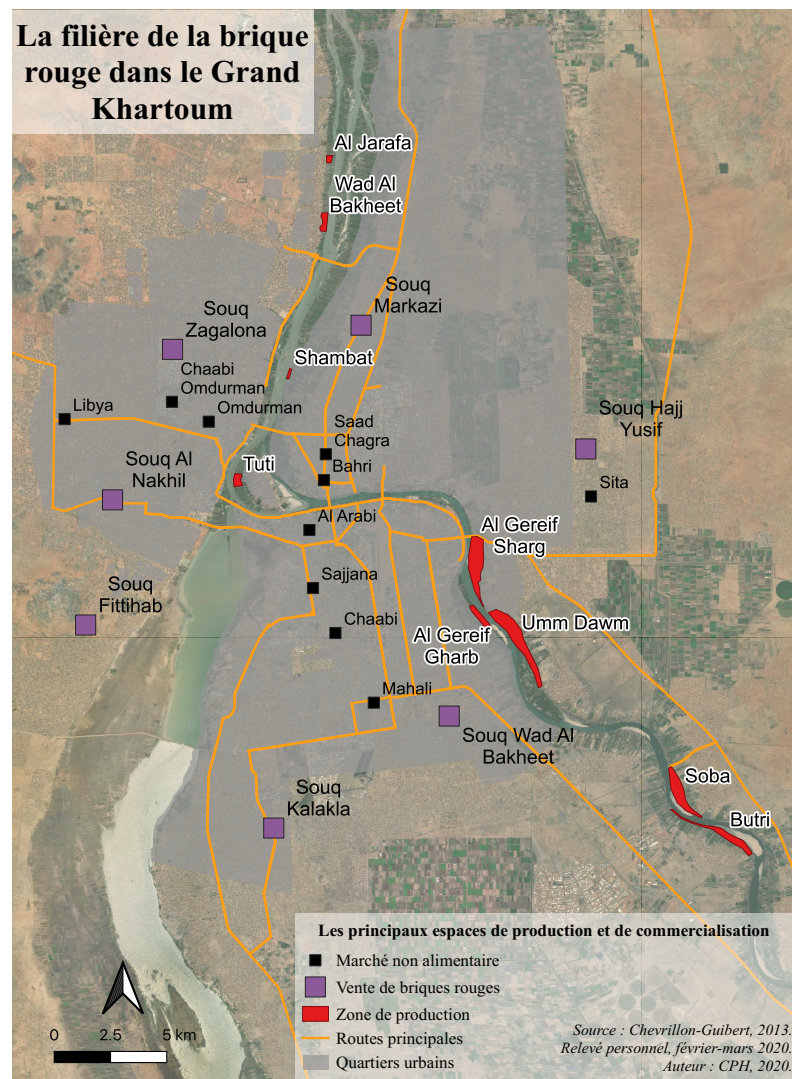 La filière de la brique
rouge dans le Grand
Khartoum
Al Jarafa
Wad Al
Bakheet
Souq
Markazi
Souq
Zagalona
Shambat
Chaabi
Omdurman
Omdurman
Libya
Souq Hajj
Yusif
Saad
Chagra
Souq Al
Nakhil
Tuti
Bahri
Sita
Al Arabi
Al Gereif
Sharg
Sajjana
Souq
Fittihab
Chaabi
Al Gereif
Gharb
Umm Dawm
Mahali
Souq Wad Al
Bakheet
Soba
Souq
Kalakla
Butri
Les principaux espaces de production et de commercialisation
Marché non alimentaire
Vente de briques rouges
Zone de production
Routes principales
Quartiers urbains
0 2.5 5 km
Source : Chevrillon-Guibert, 2013.
Relevé personnel, février-mars 2020.
Auteur : CPH, 2020.